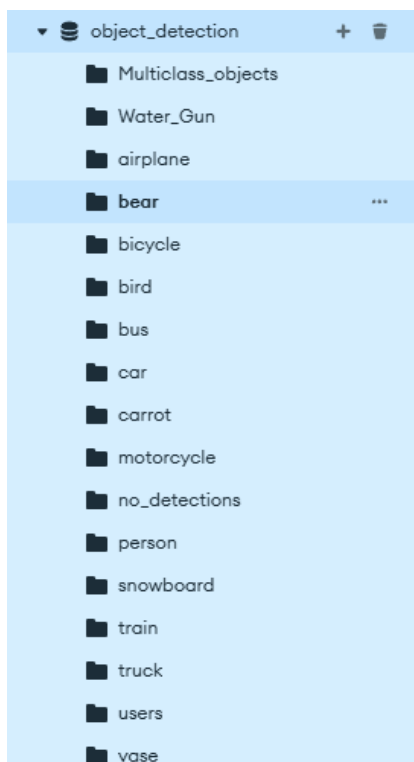 object_detection
Multiclass_objects
Water_Gun
airplane
bear
bicycle
bird
bus
car
carrot
motorcycle
no_detections
person
snowboard
train
truck
users
vase